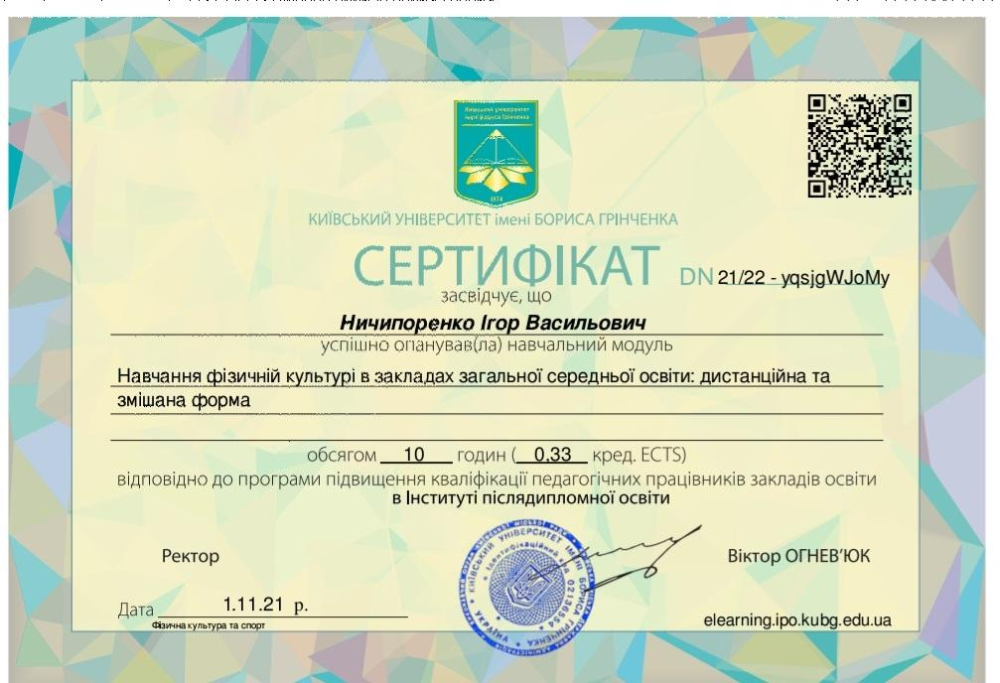 Київський університет
імені Бориса Грінченка
1874
КИЇВСЬКИЙ УНІВЕРСИТЕТ імені БОРИСА ГРІНЧЕНКА
СЕРТИФІКАТ DN 21/22 - yqsjgWJoMy
засвідчує, що
Ничипоренко Ігор Васильович
успішно опанував(ла) навчальний модуль
Навчання фізичній культурі в закладах загальної середньої освіти: дистанційна та
змішана форма
обсягом 10 годин ( 0,33 кред. ECTS)
відповідно до програми підвищення кваліфікації педагогічних працівників закладів освіти
в Інституті післядипломної освіти
Ректор Віктор ОГНЕВ'ЮК
КИЇВСЬКИЙ УНІВЕРСИТЕТ ІМЕНІ БОРИСА ГРІНЧЕНКА
Ідентифікаційний код 02136554
УКРАЇНА
Дата 1.11.21 р.
Фізична культура та спорт
elearning.ipo.kubg.edu.ua